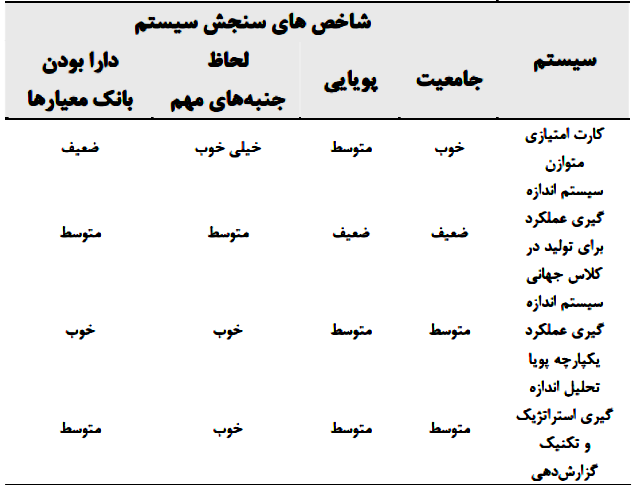 شاخص های سنجش سیستم
سیستم
جامعیت
پویایی
لحاظ
جنبه‌های مهم
دارا بودن
بانک معیارها
کارت امتیازی
متوازن
خوب
متوسط
خیلی خوب
ضعیف
سیستم اندازه
گیری عملکرد
برای تولید در
کلاس جهانی
ضعیف
ضعیف
متوسط
متوسط
سیستم اندازه
گیری عملکرد
یکپارچه پویا
متوسط
متوسط
خوب
خوب
تحلیل اندازه
گیری استراتژیک
و تکنیک
گزارش‌دهی
متوسط
متوسط
خوب
متوسط